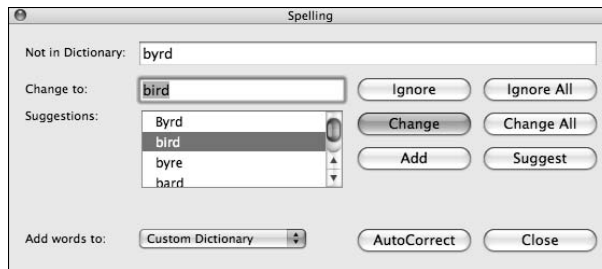 Spelling
Not in Dictionary: byrd
Change to: bird Ignore Ignore All
Suggestions: Byrd Change Change All
bird
byre Add Suggest
bard
Add words to: Custom Dictionary AutoCorrect Close